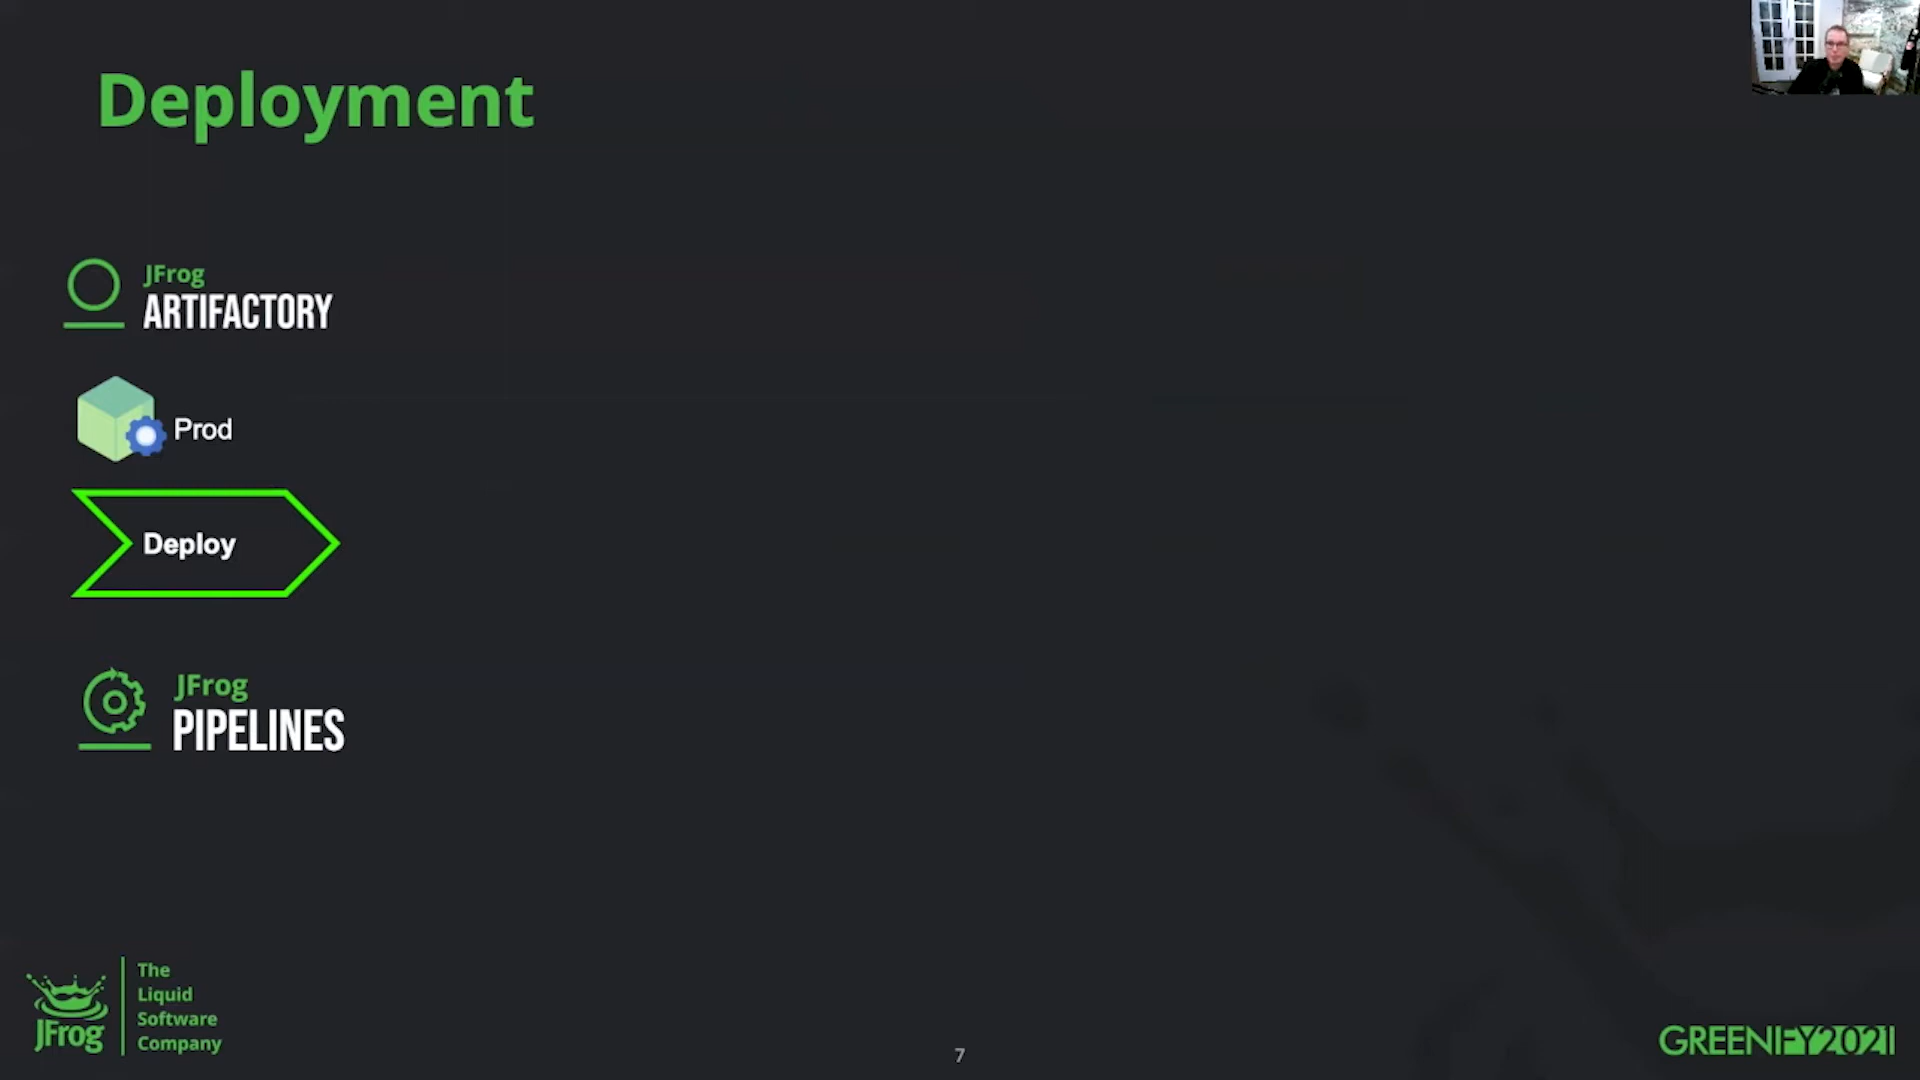 Deployment
JFrog
ARTIFACTORY
Prod
Deploy
JFrog
PIPELINES
JFrog
The
Liquid
Software
Company
7
GREENIFY2021